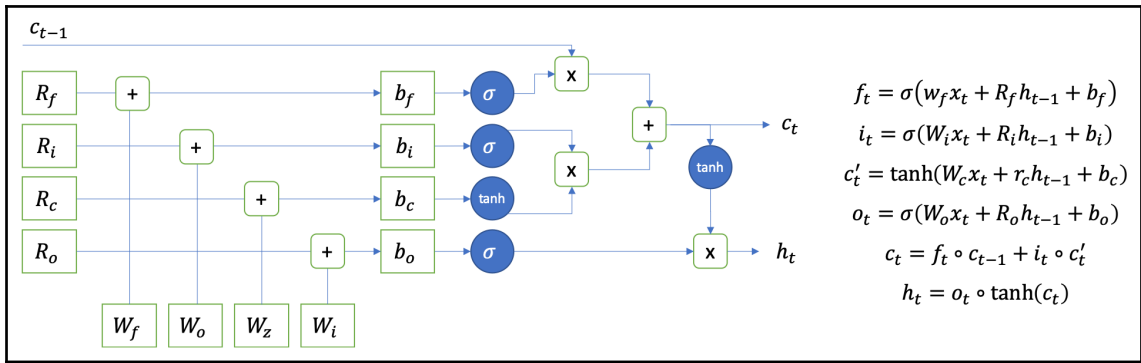 c_{t-1}
R_f + b_f σ x
R_i + b_i σ + c_t
R_c + b_c tanh x tanh
R_o + b_o σ x h_t
W_f W_o W_z W_i
f_t = σ(w_f x_t + R_f h_{t-1} + b_f)
i_t = σ(W_i x_t + R_i h_{t-1} + b_i)
c'_t = tanh(W_c x_t + r_c h_{t-1} + b_c)
o_t = σ(W_o x_t + R_o h_{t-1} + b_o)
c_t = f_t ∘ c_{t-1} + i_t ∘ c'_t
h_t = o_t ∘ tanh(c_t)